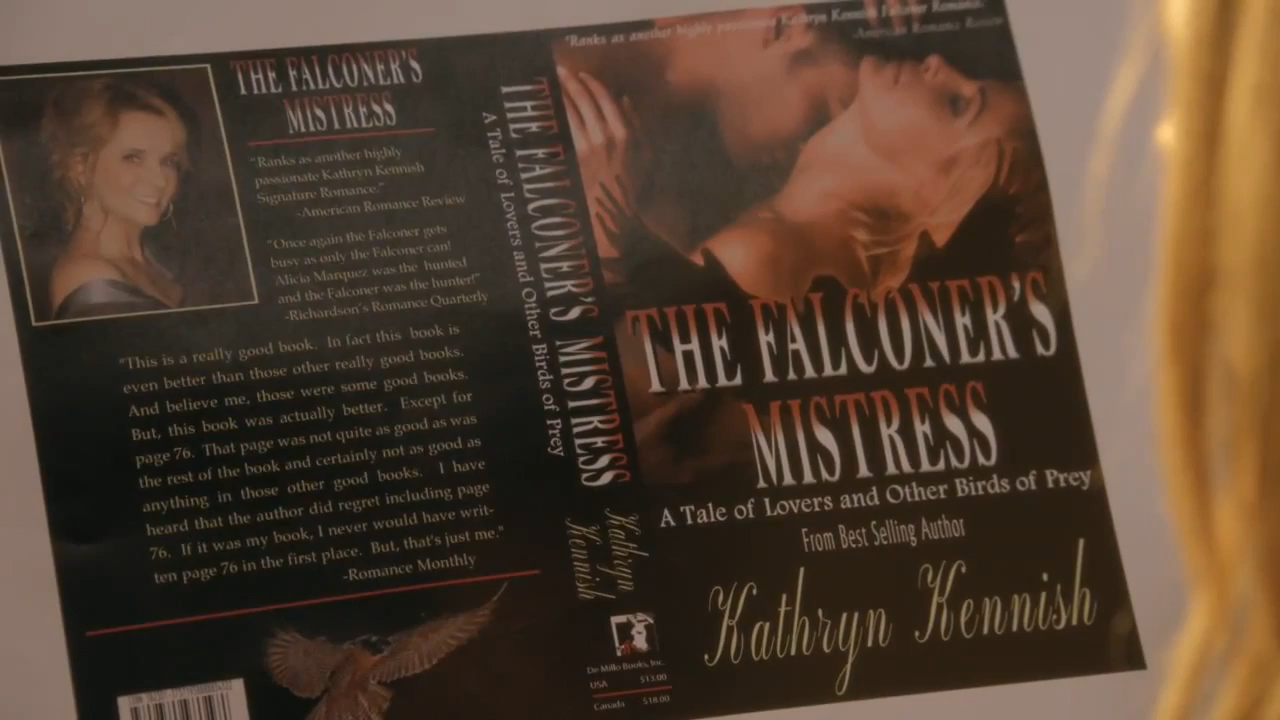 THE FALCONER'S
MISTRESS
"Ranks as another highly
passionate Kathryn Kennish
Signature Romance."
-American Romance Review
"Once again the Falconer gets
busy as only the Falconer can!
Alicia Marquez was the hunted
and the Falconer was the hunter!"
-Richardson's Romance Quarterly
"This is a really good book. In fact this book is
even better than those other really good books.
And believe me, those were some good books.
But, this book was actually better. Except for
page 76. That page was not quite as good as was
the rest of the book and certainly not as good as
anything in those other good books. I have
heard that the author did regret including page
76. If it was my book, I never would have writ-
ten page 76 in the first place. But, that's just me."
-Romance Monthly
THE FALCONER'S MISTRESS
A Tale of Lovers and Other Birds of Prey
Kathryn
Kennish
De Millo Books, Inc.
USA $13.00
Canada $18.00
"Ranks as another highly passionate Kathryn Kennish Falconer Romance."
-American Romance Review
THE FALCONER'S
MISTRESS
A Tale of Lovers and Other Birds of Prey
From Best Selling Author
Kathryn Kennish